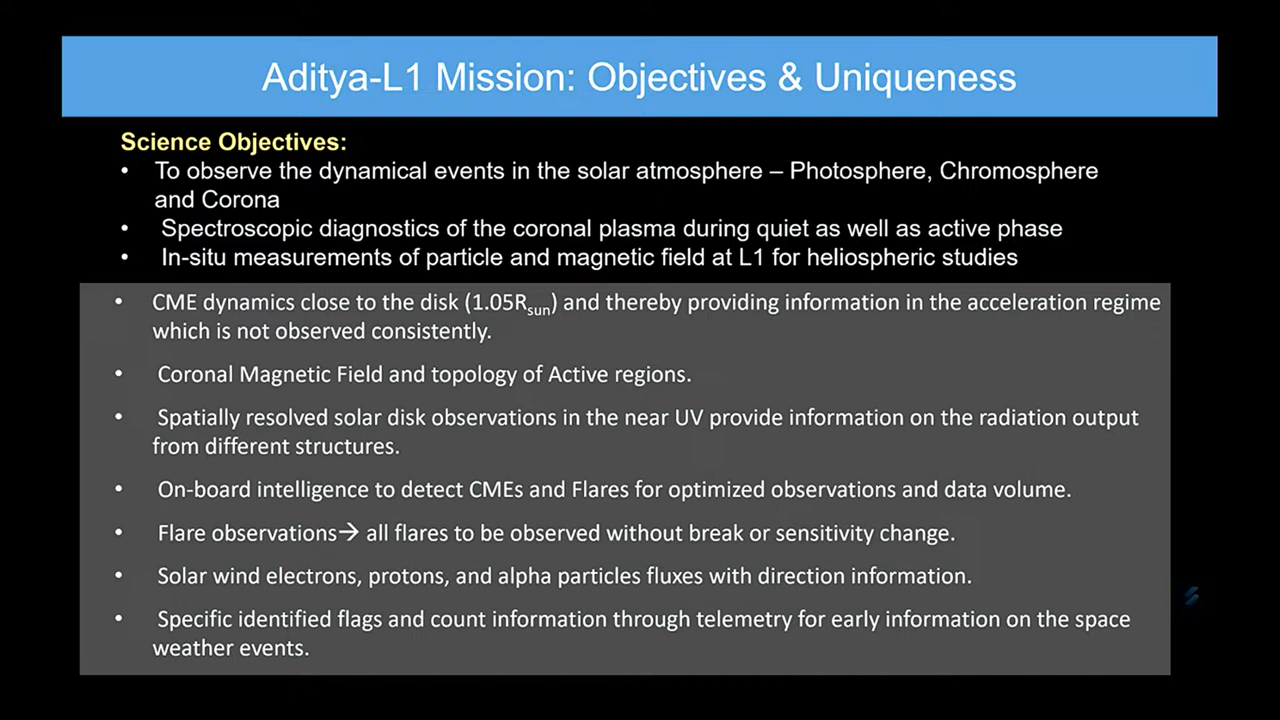 Aditya-L1 Mission: Objectives & Uniqueness
Science Objectives:
• To observe the dynamical events in the solar atmosphere – Photosphere, Chromosphere
and Corona
• Spectroscopic diagnostics of the coronal plasma during quiet as well as active phase
• In-situ measurements of particle and magnetic field at L1 for heliospheric studies
• CME dynamics close to the disk (1.05Rsun) and thereby providing information in the acceleration regime
which is not observed consistently.
• Coronal Magnetic Field and topology of Active regions.
• Spatially resolved solar disk observations in the near UV provide information on the radiation output
from different structures.
• On-board intelligence to detect CMEs and Flares for optimized observations and data volume.
• Flare observations→ all flares to be observed without break or sensitivity change.
• Solar wind electrons, protons, and alpha particles fluxes with direction information.
• Specific identified flags and count information through telemetry for early information on the space
weather events.